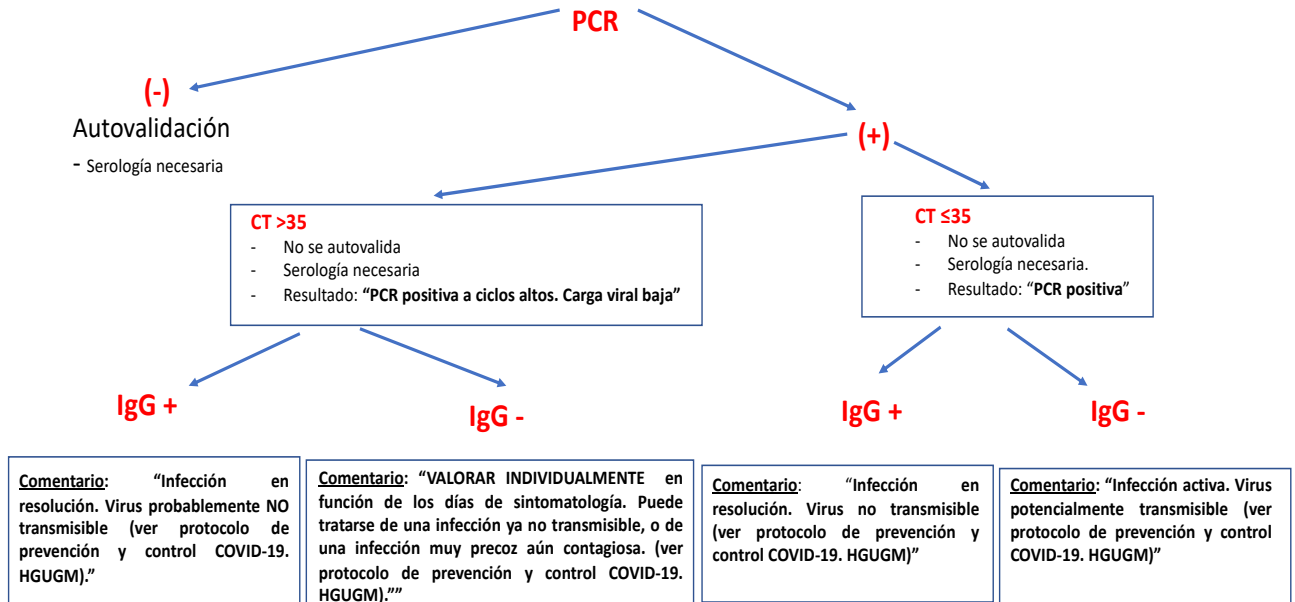 PCR
(-)
Autovalidación
- Serología necesaria
(+)
CT >35
- No se autovalida
- Serología necesaria
- Resultado: “PCR positiva a ciclos altos. Carga viral baja”
CT ≤35
- No se autovalida
- Serología necesaria.
- Resultado: “PCR positiva”
IgG +
IgG -
IgG +
IgG -
Comentario: “Infección en
resolución. Virus probablemente NO
transmisible (ver protocolo de
prevención y control COVID-19.
HGUGM).”
Comentario: “VALORAR INDIVIDUALMENTE en
función de los días de sintomatología. Puede
tratarse de una infección ya no transmisible, o de
una infección muy precoz aún contagiosa. (ver
protocolo de prevención y control COVID-19.
HGUGM).””
Comentario: “Infección en
resolución. Virus no transmisible
(ver protocolo de prevención y
control COVID-19. HGUGM)”
Comentario: “Infección activa. Virus
potencialmente transmisible (ver
protocolo de prevención y control
COVID-19. HGUGM)”